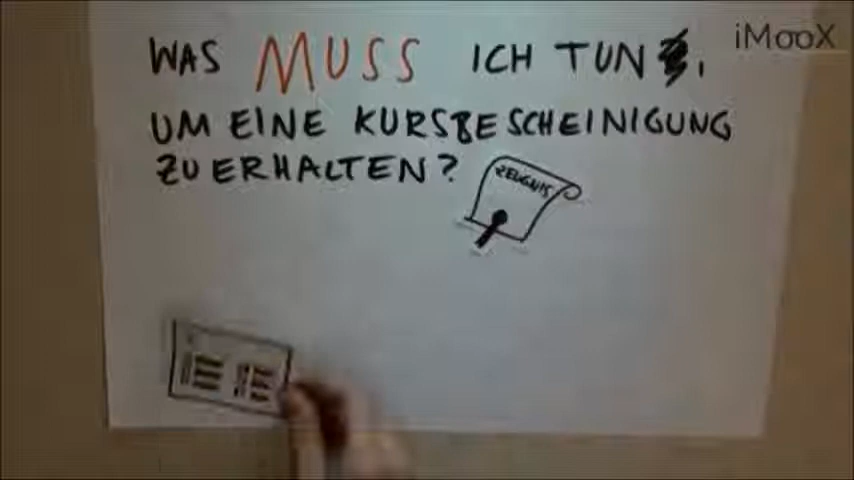 iMooX
WAS MUSS ICH TUN ,
UM EINE KURSBESCHEINIGUNG
ZU ERHALTEN?
ZEUGNIS